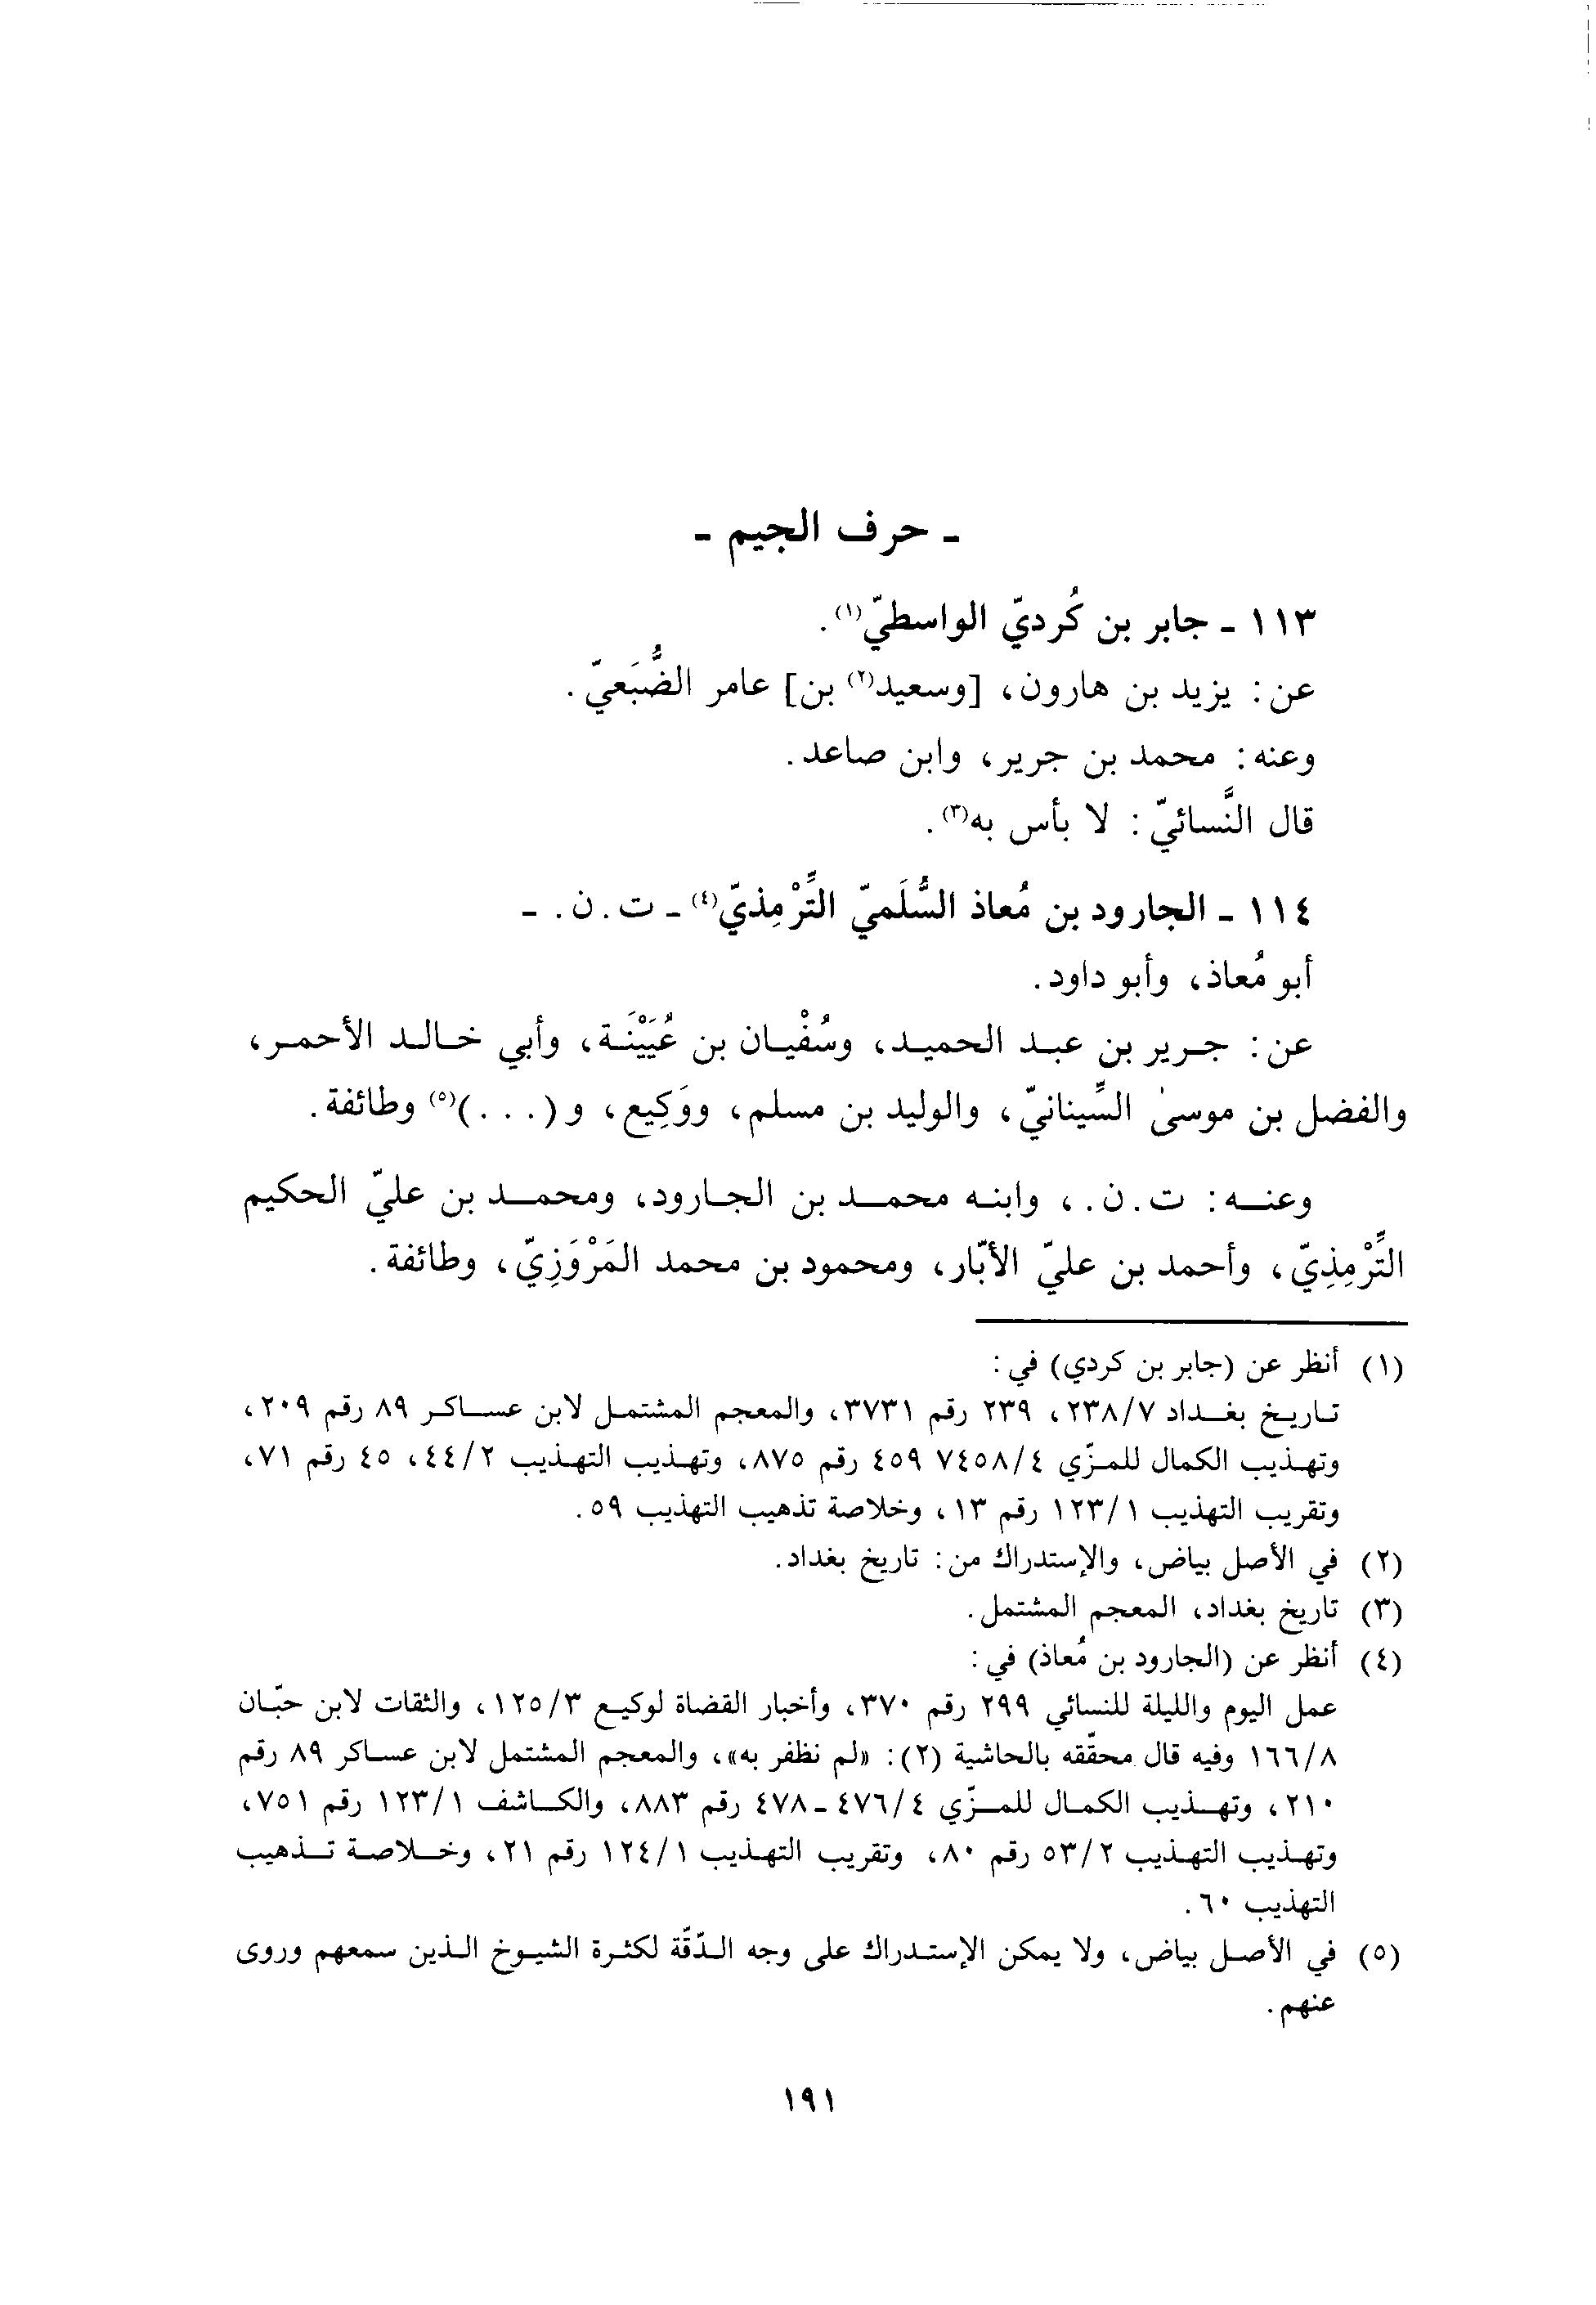 ـ حرف الجيم ـ
١١٣ ـ جابر بن كُرديّ الواسطيّ(١).
عن: يزيد بن هارون، [وسعيد(٢) بن] عامر الضُّبَعيّ.
وعنه: محمد بن جرير، وابن صاعد.
قال النَّسائيّ: لا بأس به(٣).
١١٤ ـ الجارود بن مُعاذ السُّلَميّ التِّرْمِذيّ(٤) ـ ت. ن. ـ
أبو مُعاذ، وأبو داود.
عن: جرير بن عبد الحميد، وسُفْيان بن عُيَيْنَة، وأبي خالد الأحمر،
والفضل بن موسىٰ السِّينانيّ، والوليد بن مسلم، ووَكِيع، و(. . .)(٥) وطائفة.
وعنه: ت. ن.، وابنه محمد بن الجارود، ومحمد بن عليّ الحكيم
التِّرْمِذِيّ، وأحمد بن عليّ الأبّار، ومحمود بن محمد المَرْوَزِيّ، وطائفة.
(١) أنظر عن (جابر بن كردي) في:
تاريخ بغداد ٢٣٨/٧، ٢٣٩ رقم ٣٧٣١، والمعجم المشتمل لابن عساكر ٨٩ رقم ٢٠٩،
وتهذيب الكمال للمزّي ٧٤٥٨/٤ ٤٥٩ رقم ٨٧٥، وتهذيب التهذيب ٤٤/٢، ٤٥ رقم ٧١،
وتقريب التهذيب ١٢٣/١ رقم ١٣، وخلاصة تذهيب التهذيب ٥٩.
(٢) في الأصل بياض، والإستدراك من: تاريخ بغداد.
(٣) تاريخ بغداد، المعجم المشتمل.
(٤) أنظر عن (الجارود بن مُعاذ) في:
عمل اليوم والليلة للنسائي ٢٩٩ رقم ٣٧٠، وأخبار القضاة لوكيع ١٢٥/٣، والثقات لابن حبّان
١٦٦/٨ وفيه قال محقّقه بالحاشية (٢): «لم نظفر به»، والمعجم المشتمل لابن عساكر ٨٩ رقم
٢١٠، وتهذيب الكمال للمزّي ٤٧٦/٤ـ٤٧٨ رقم ٨٨٣، والكاشف ١٢٣/١ رقم ٧٥١،
وتهذيب التهذيب ٥٣/٢ رقم ٨٠، وتقريب التهذيب ١٢٤/١ رقم ٢١، وخلاصة تذهيب
التهذيب ٦٠.
(٥) في الأصل بياض، ولا يمكن الإستدراك على وجه الدّقّة لكثرة الشيوخ الذين سمعهم وروى
عنهم.
١٩١